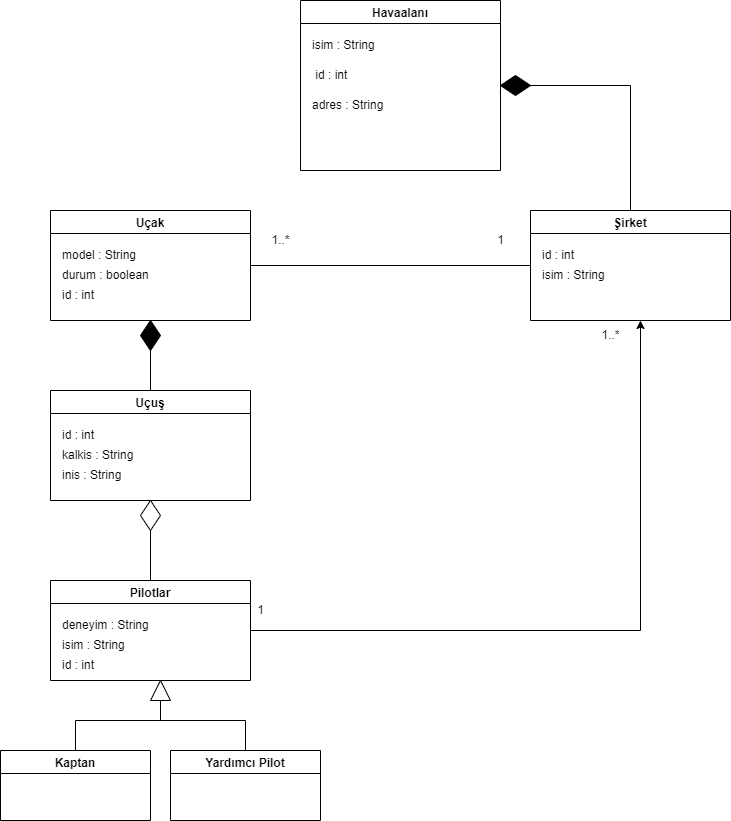 Havaalanı
isim : String
id : int
adres : String
Uçak
model : String
durum : boolean
id : int
1..*
1
Şirket
id : int
isim : String
1..*
Uçuş
id : int
kalkis : String
inis : String
Pilotlar
deneyim : String
isim : String
id : int
1
Kaptan
Yardımcı Pilot